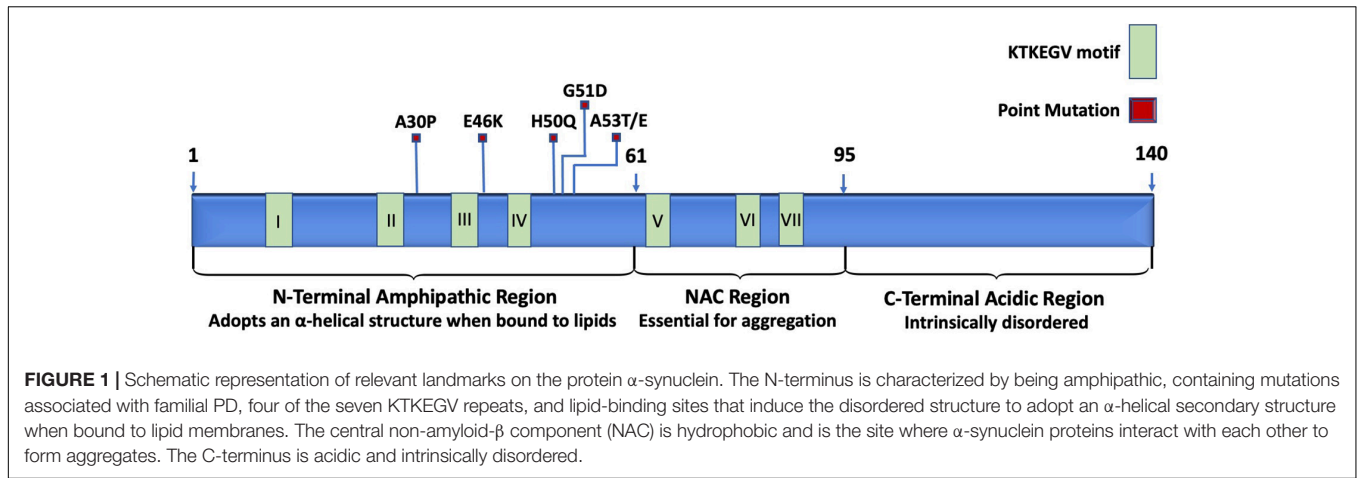 KTKEGV motif
Point Mutation
G51D
A30P E46K H50Q A53T/E
1 61 95 140
I II III IV V VI VII
N-Terminal Amphipathic Region NAC Region C-Terminal Acidic Region
Adopts an α-helical structure when bound to lipids Essential for aggregation Intrinsically disordered
FIGURE 1 | Schematic representation of relevant landmarks on the protein α-synuclein. The N-terminus is characterized by being amphipathic, containing mutations
associated with familial PD, four of the seven KTKEGV repeats, and lipid-binding sites that induce the disordered structure to adopt an α-helical secondary structure
when bound to lipid membranes. The central non-amyloid-β component (NAC) is hydrophobic and is the site where α-synuclein proteins interact with each other to
form aggregates. The C-terminus is acidic and intrinsically disordered.